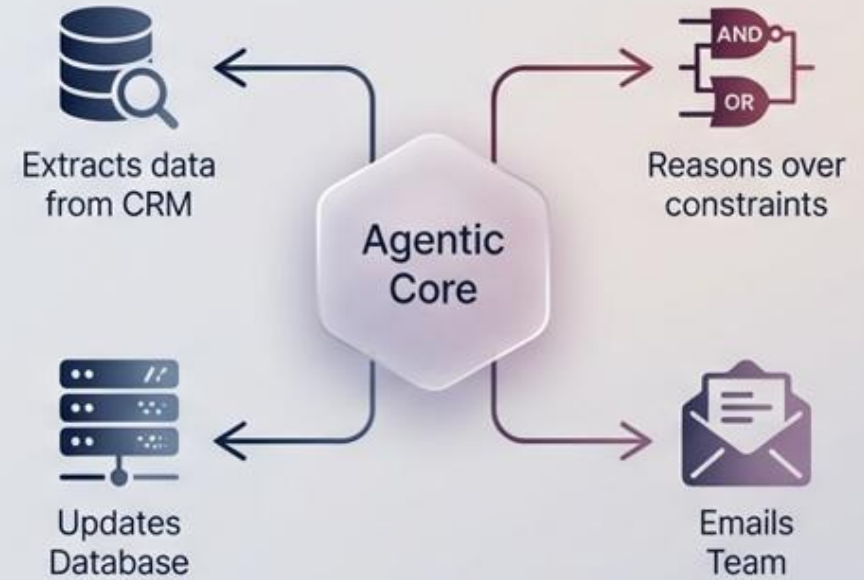 AND
OR
Extracts data
from CRM
Reasons over
constraints
Agentic
Core
Updates
Database
Emails
Team